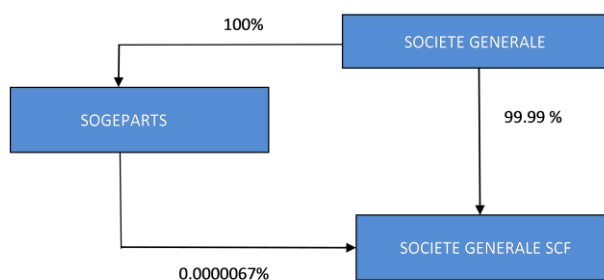 100%
SOCIETE GENERALE
SOGEPARTS
99.99 %
SOCIETE GENERALE SCF
0.0000067%